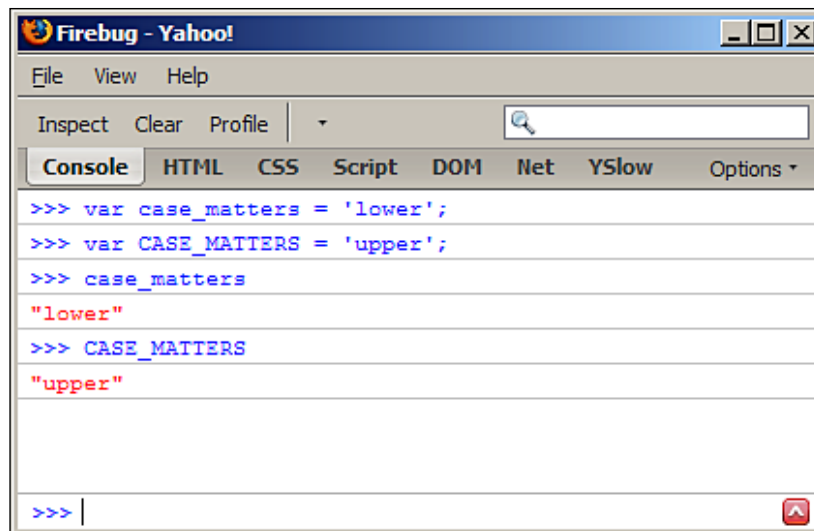 Firebug - Yahoo!
File View Help
Inspect Clear Profile
Console HTML CSS Script DOM Net YSlow Options
>>> var case_matters = 'lower';
>>> var CASE_MATTERS = 'upper';
>>> case_matters
"lower"
>>> CASE_MATTERS
"upper"
>>>